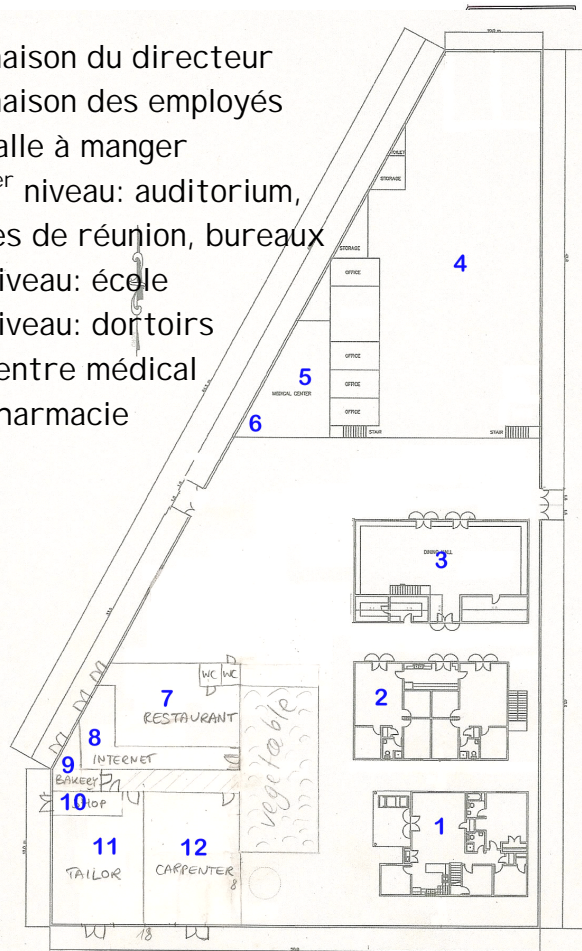 aison du directeur
aison des employés
alle à manger
er niveau: auditorium,
es de réunion, bureaux
iveau: école
iveau: dortoirs
entre médical
harmacie
TOILET
STORAGE
STORAGE
4
OFFICE
OFFICE
5
MEDICAL CENTER
OFFICE
OFFICE
6
STAIR
STAIR
DINING HALL
3
2
WC WC
7
RESTAURANT
8
INTERNET
vegetable
9
BAKERY
10
SHOP
1
11
TAILOR
12
CARPENTER
8
18